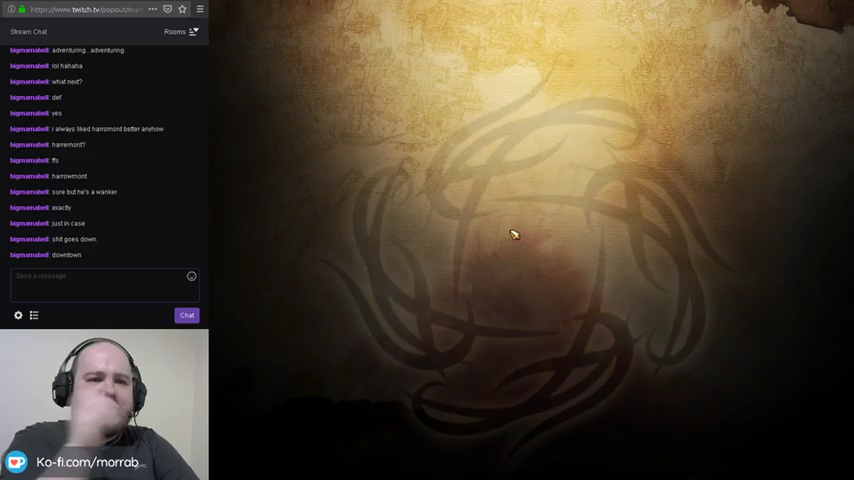 https://www.twitch.tv/popout/mor
Stream Chat
Rooms
bigmamabell: adventuring...adventuring.
bigmamabell: lol hahaha
bigmamabell: what next?
bigmamabell: def
bigmamabell: yes
bigmamabell: i always liked harromont better anyhow
bigmamabell: harremont?
bigmamabell: ffs
bigmamabell: harrowmont
bigmamabell: sure but he's a wanker
bigmamabell: exactly
bigmamabell: just in case
bigmamabell: shit goes down.
bigmamabell: downtown
Send a message
Chat
Ko-fi.com/morrab